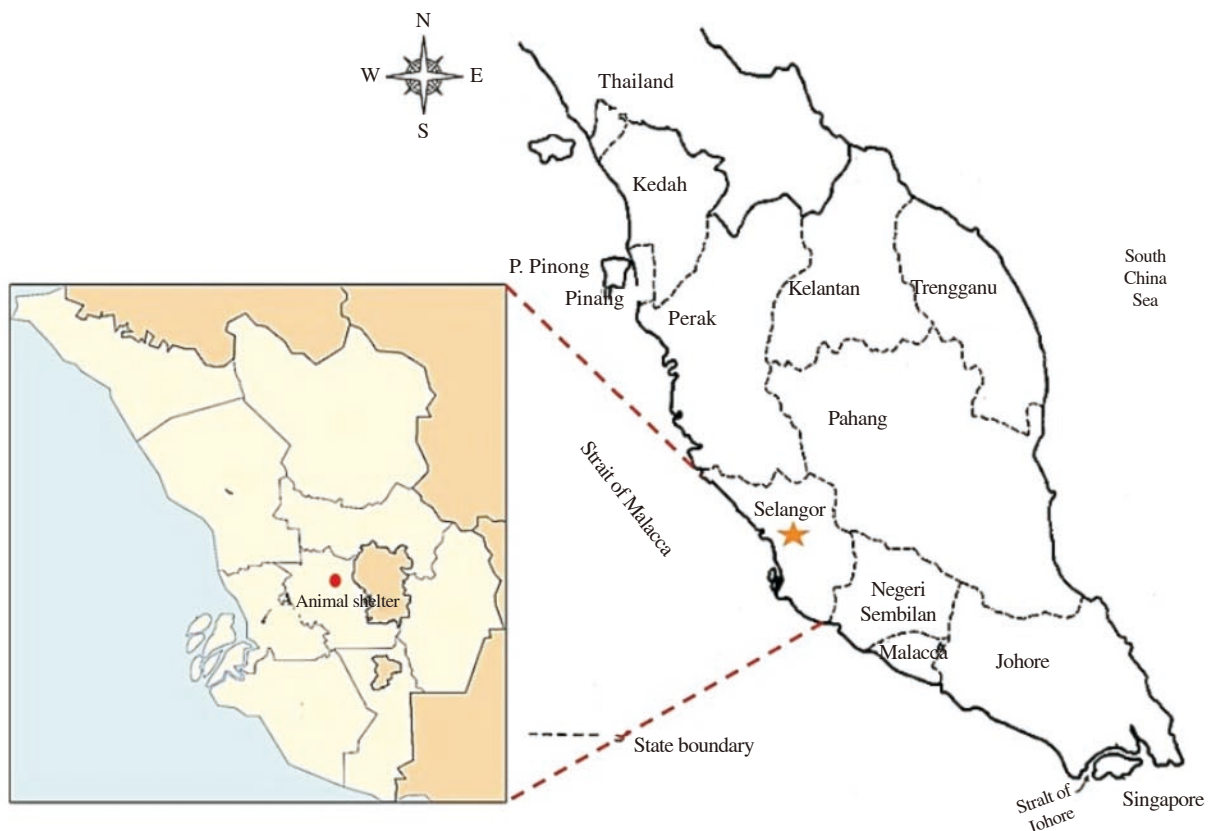 N
W
E
S
Thailand
Kedah
P. Pinong
Pinang
Perak
Kelantan
Trengganu
South
China
Sea
Pahang
Strait of Malacca
Selangor
Animal shelter
Negeri
Sembilan
Malacca
Johore
State boundary
Stralt of
Iohore
Singapore